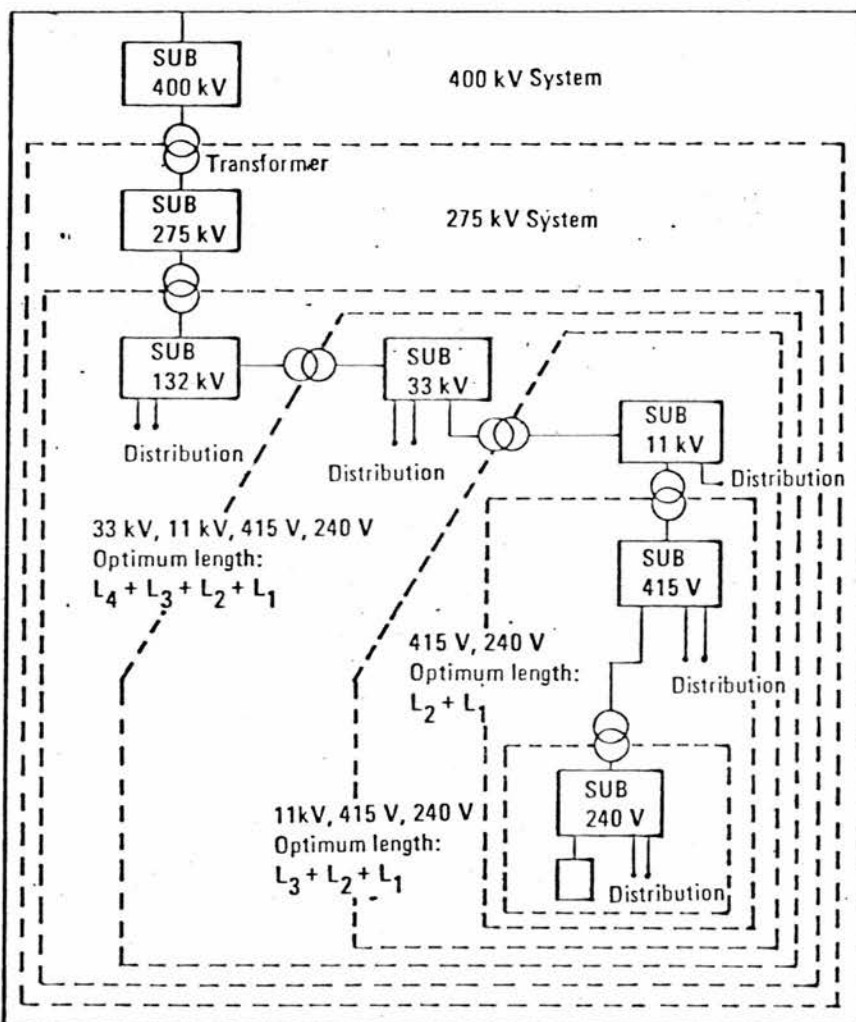 SUB
400 kV
400 kV System
Transformer
SUB
275 kV
275 kV System
SUB
132 kV
Distribution
SUB
33 kV
Distribution
SUB
11 kV
Distribution
33 kV, 11 kV, 415 V, 240 V
Optimum length:
L4 + L3 + L2 + L1
SUB
415 V
Distribution
415 V, 240 V
Optimum length:
L2 + L1
SUB
240 V
Distribution
11kV, 415 V, 240 V
Optimum length:
L3 + L2 + L1